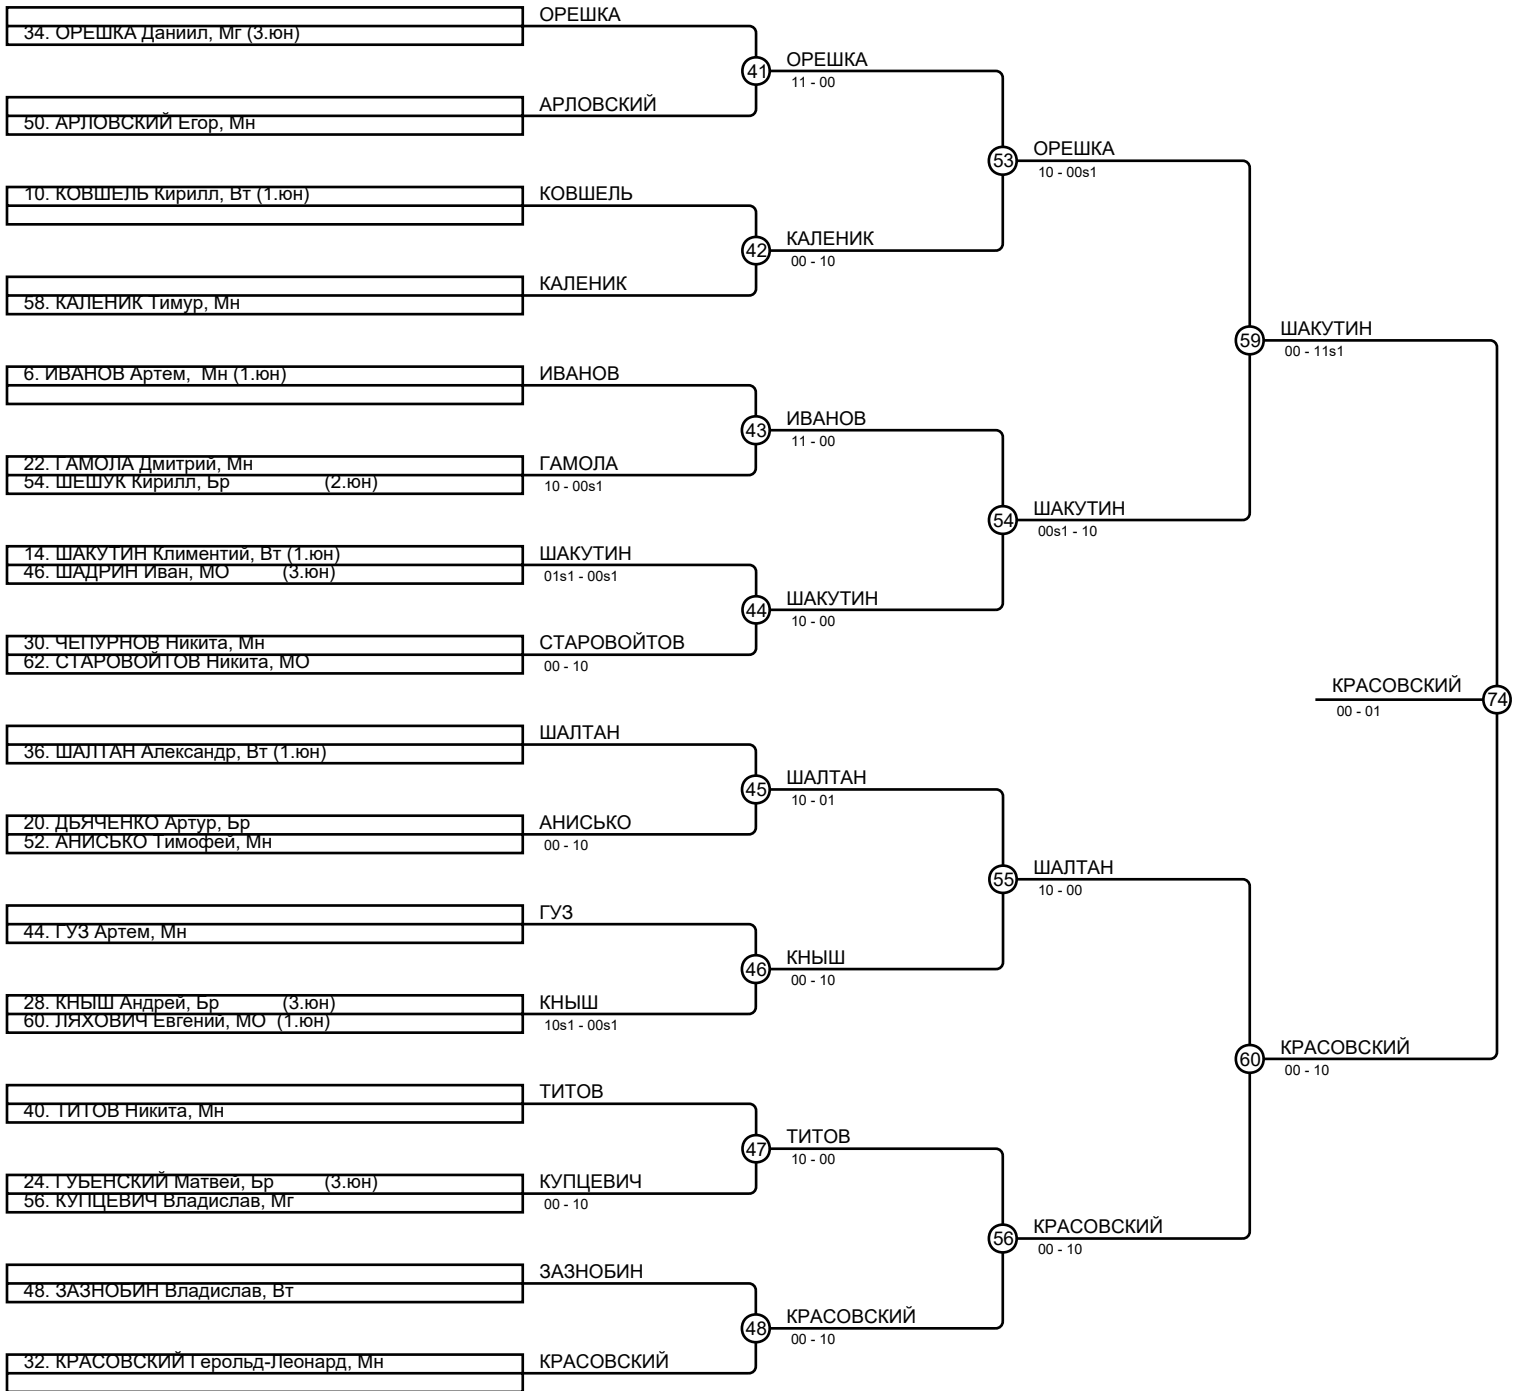 ОРЕШКА
34. ОРЕШКА Даниил, Мг (3.юн)
41
ОРЕШКА
11 - 00
АРЛОВСКИЙ
50. АРЛОВСКИЙ Егор, Мн
53
ОРЕШКА
10 - 00s1
10. КОВШЕЛЬ Кирилл, Вт (1.юн)
КОВШЕЛЬ
42
КАЛЕНИК
00 - 10
КАЛЕНИК
58. КАЛЕНИК Тимур, Мн
59
ШАКУТИН
00 - 11s1
6. ИВАНОВ Артем,  Мн (1.юн)
ИВАНОВ
43
ИВАНОВ
11 - 00
22. ГАМОЛА Дмитрий, Мн
ГАМОЛА
54. ШЕШУК Кирилл, Бр (2.юн)
10 - 00s1
54
ШАКУТИН
00s1 - 10
14. ШАКУТИН Климентий, Вт (1.юн)
ШАКУТИН
46. ШАДРИН Иван, МО (3.юн)
01s1 - 00s1
44
ШАКУТИН
10 - 00
30. ЧЕПУРНОВ Никита, Мн
СТАРОВОЙТОВ
62. СТАРОВОЙТОВ Никита, МО
00 - 10
КРАСОВСКИЙ
00 - 01
74
ШАЛТАН
36. ШАЛТАН Александр, Вт (1.юн)
45
ШАЛТАН
10 - 01
20. ДЬЯЧЕНКО Артур, Бр
АНИСЬКО
52. АНИСЬКО Тимофей, Мн
00 - 10
55
ШАЛТАН
10 - 00
ГУЗ
44. ГУЗ Артем, Мн
46
КНЫШ
00 - 10
28. КНЫШ Андрей, Бр (3.юн)
КНЫШ
60. ЛЯХОВИЧ Евгений, МО (1.юн)
10s1 - 00s1
60
КРАСОВСКИЙ
00 - 10
ТИТОВ
40. ТИТОВ Никита, Мн
47
ТИТОВ
10 - 00
24. ГУБЕНСКИЙ Матвей, Бр (3.юн)
КУПЦЕВИЧ
56. КУПЦЕВИЧ Владислав, Мг
00 - 10
56
КРАСОВСКИЙ
00 - 10
ЗАЗНОБИН
48. ЗАЗНОБИН Владислав, Вт
48
КРАСОВСКИЙ
00 - 10
32. КРАСОВСКИЙ Герольд-Леонард, Мн
КРАСОВСКИЙ